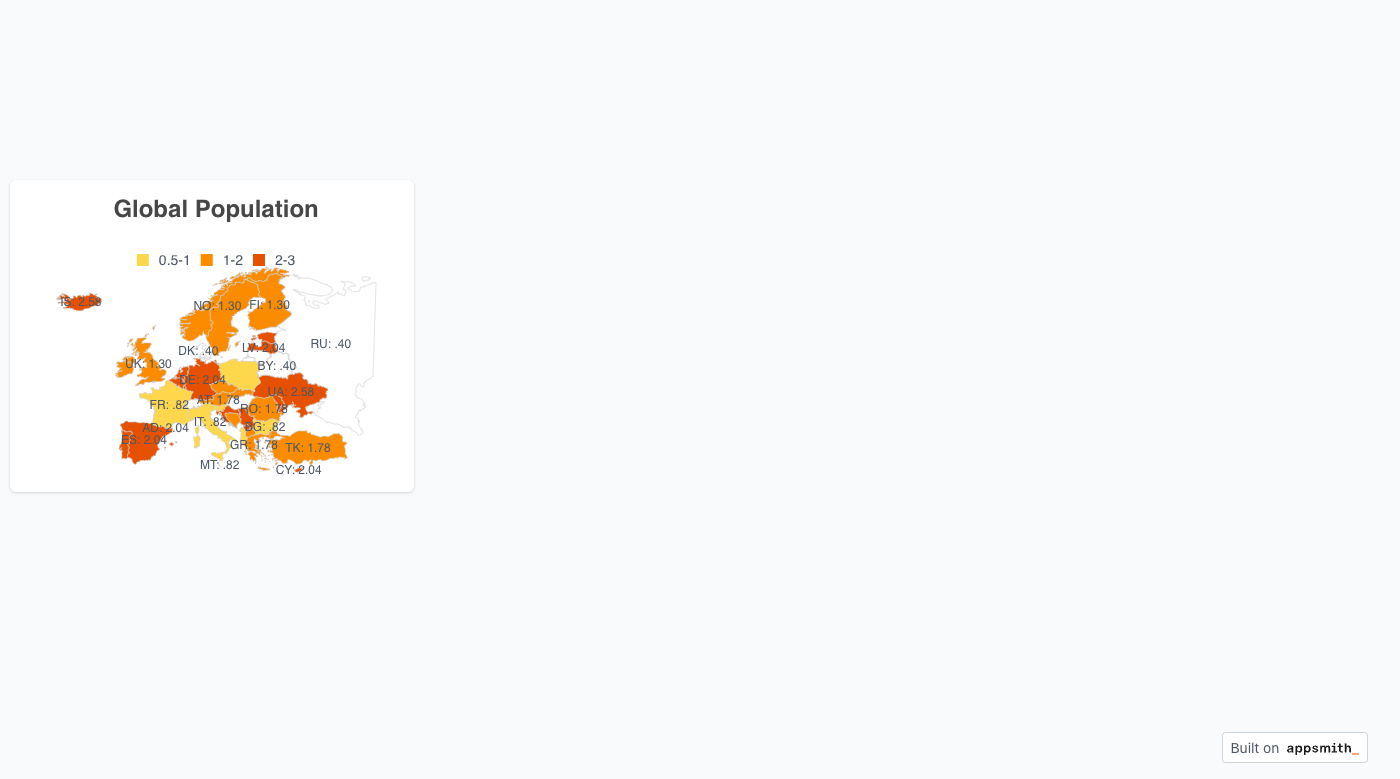 Global Population
0.5-1 1-2 2-3
IS: 2.58
NO: 1.30 FI: 1.30
RU: .40
DK: .40 LV: 2.04
UK: 1.30 BY: .40
DE: 2.04
UA: 2.58
AT: 1.78
FR: .82 RO: 1.78
IT: .82
AD: 2.04 BG: .82
ES: 2.04
GR: 1.78 TK: 1.78
MT: .82 CY: 2.04
Built on appsmith_